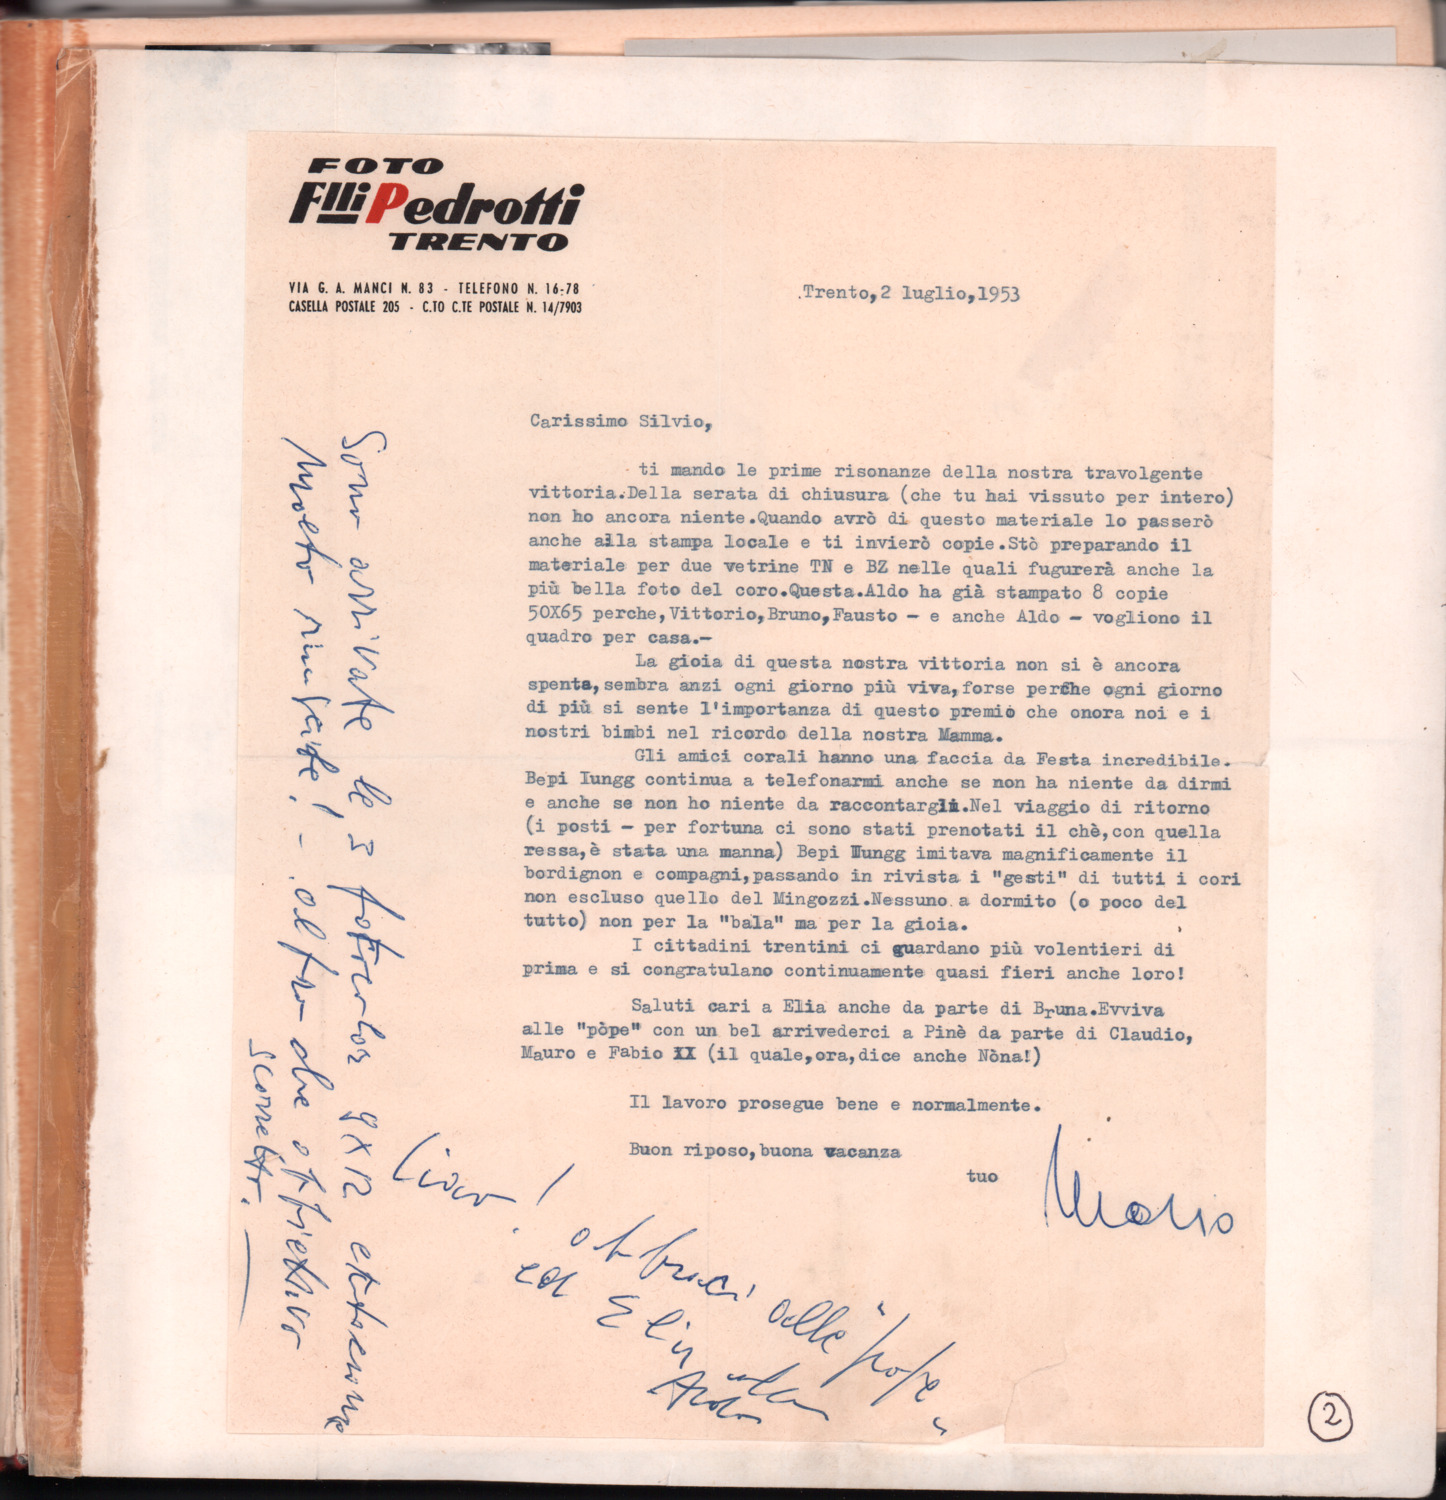 FOTO
Flli Pedrotti
TRENTO
VIA G. A. MANCI N. 83 - TELEFONO N. 16-78
CASELLA POSTALE 205 - C.TO C.TE POSTALE N. 14/7903
Trento,2 luglio,1953
Carissimo Silvio,
ti mando le prime risonanze della nostra travolgente
vittoria.Della serata di chiusura (che tu hai vissuto per intero)
non ho ancora niente.Quando avrò di questo materiale lo passerò
anche alla stampa locale e ti invierò copie.Stò preparando il
materiale per due vetrine TN e BZ nelle quali fugurerà anche la
più bella foto del coro.Questa.Aldo ha già stampato 8 copie
50X65 perche,Vittorio,Bruno,Fausto - e anche Aldo - vogliono il
quadro per casa.-
La gioia di questa nostra vittoria non si è ancora
spenta,sembra anzi ogni giorno più viva,forse perche ogni giorno
di più si sente l'importanza di questo premio che onora noi e i
nostri bimbi nel ricordo della nostra Mamma.
Gli amici corali hanno una faccia da Festa incredibile.
Bepi Iungg continua a telefonarmi anche se non ha niente da dirmi
e anche se non ho niente da raccontargli.Nel viaggio di ritorno
(i posti - per fortuna ci sono stati prenotati il chè,con quella
ressa,è stata una manna) Bepi Iungg imitava magnificamente il
bordignon e compagni,passando in rivista i "gesti" di tutti i cori
non escluso quello del Mingozzi.Nessuno a dormito (o poco del
tutto) non per la "bala" ma per la gioia.
I cittadini trentini ci guardano più volentieri di
prima e si congratulano continuamente quasi fieri anche loro!
Saluti cari a Elia anche da parte di Bruna.Evviva
alle "pòpe" con un bel arrivederci a Pinè da parte di Claudio,
Mauro e Fabio II (il quale,ora,dice anche Nòna!)
Il lavoro prosegue bene e normalmente.
Buon riposo,buona vacanza
tuo
Mario
Sono arrivate le 3 fotocolor 9X12 ektacrome
Molto riuscite! - oltre che obiettivo
corretto.
Ciao!
abbracci alle "pope"
ed Elia
Aldo
2